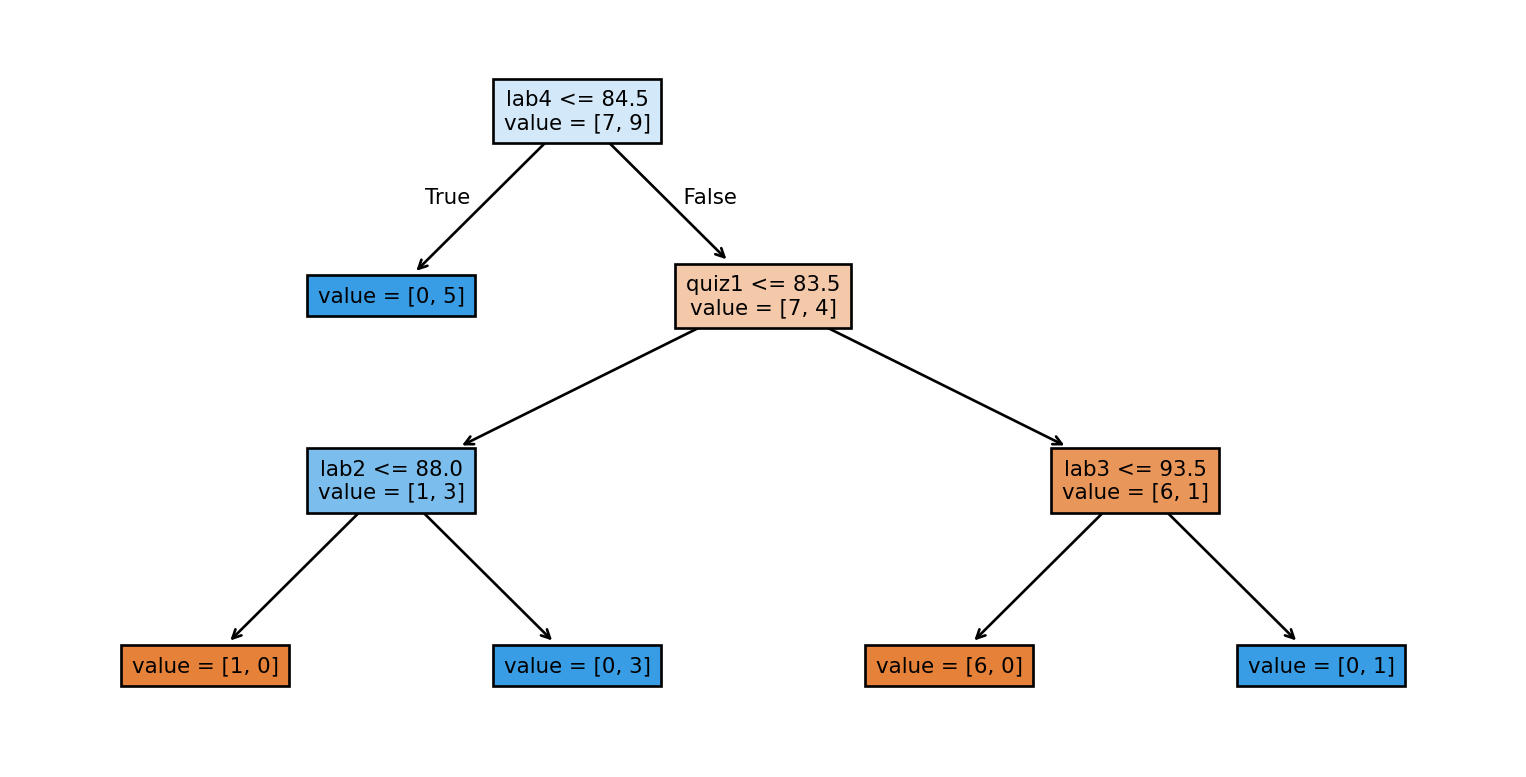 lab4 <= 84.5
value = [7, 9]
True
False
value = [0, 5]
quiz1 <= 83.5
value = [7, 4]
lab2 <= 88.0
value = [1, 3]
lab3 <= 93.5
value = [6, 1]
value = [1, 0]
value = [0, 3]
value = [6, 0]
value = [0, 1]